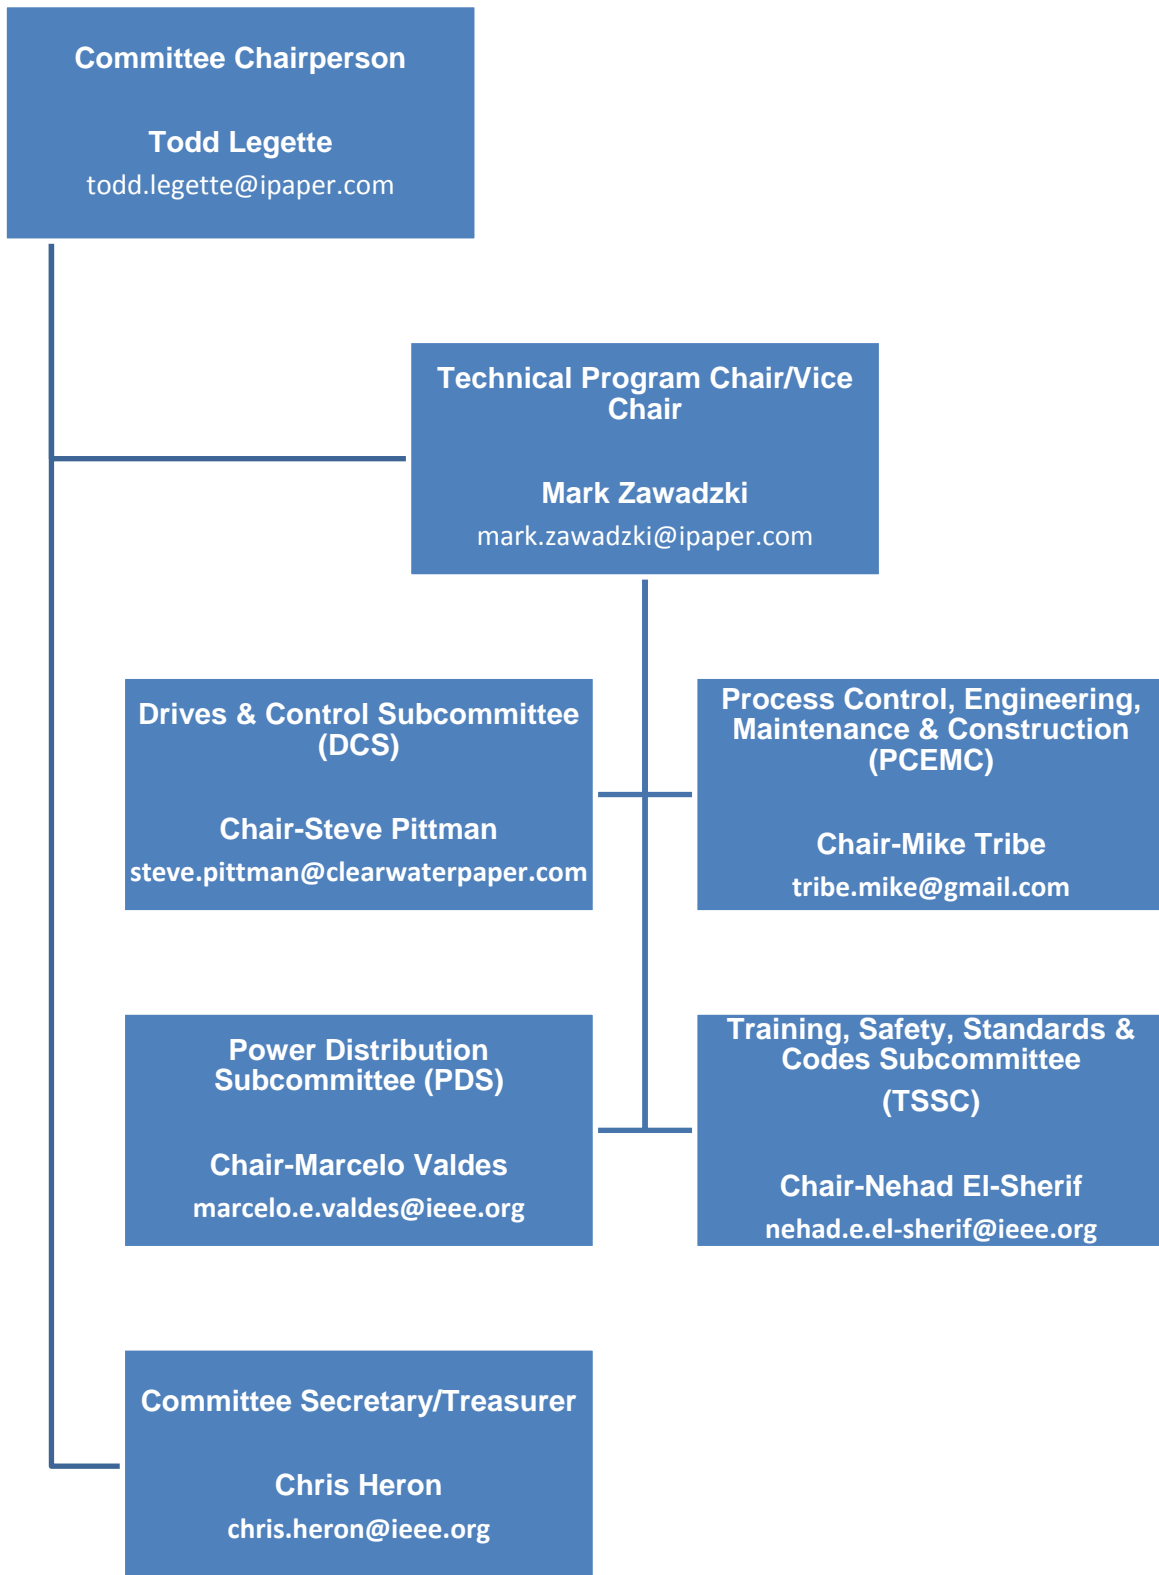 Committee Chairperson
Todd Legette
todd.legette@ipaper.com
Technical Program Chair/Vice
Chair
Mark Zawadzki
mark.zawadzki@ipaper.com
Drives & Control Subcommittee
(DCS)
Chair-Steve Pittman
steve.pittman@clearwaterpaper.com
Process Control, Engineering,
Maintenance & Construction
(PCEMC)
Chair-Mike Tribe
tribe.mike@gmail.com
Power Distribution
Subcommittee (PDS)
Chair-Marcelo Valdes
marcelo.e.valdes@ieee.org
Training, Safety, Standards &
Codes Subcommittee
(TSSC)
Chair-Nehad El-Sherif
nehad.e.el-sherif@ieee.org
Committee Secretary/Treasurer
Chris Heron
chris.heron@ieee.org